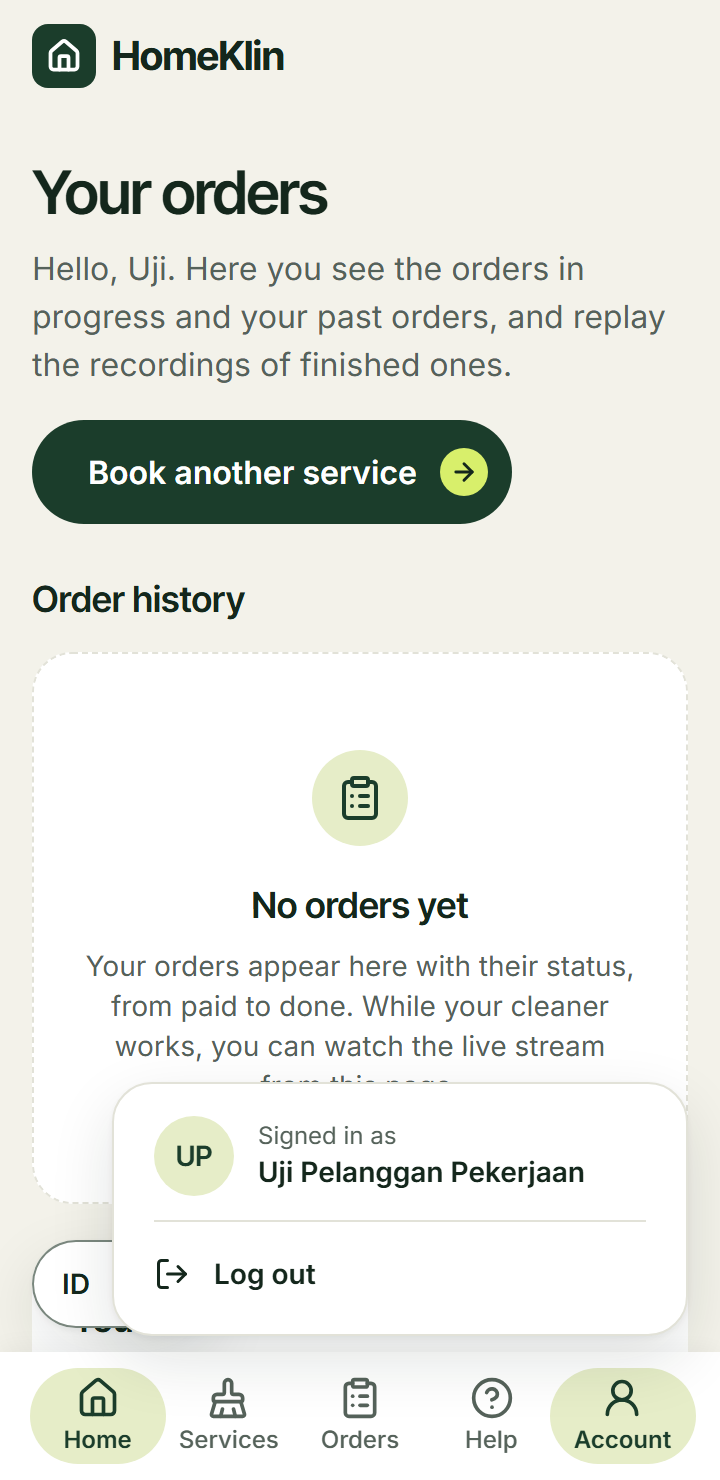 HomeKlin
Your orders
Hello, Uji. Here you see the orders in
progress and your past orders, and replay
the recordings of finished ones.
Book another service
Order history
No orders yet
Your orders appear here with their status,
from paid to done. While your cleaner
works, you can watch the live stream
from this page.
UP
Signed in as
Uji Pelanggan Pekerjaan
Log out
ID
Home
Services
Orders
Help
Account